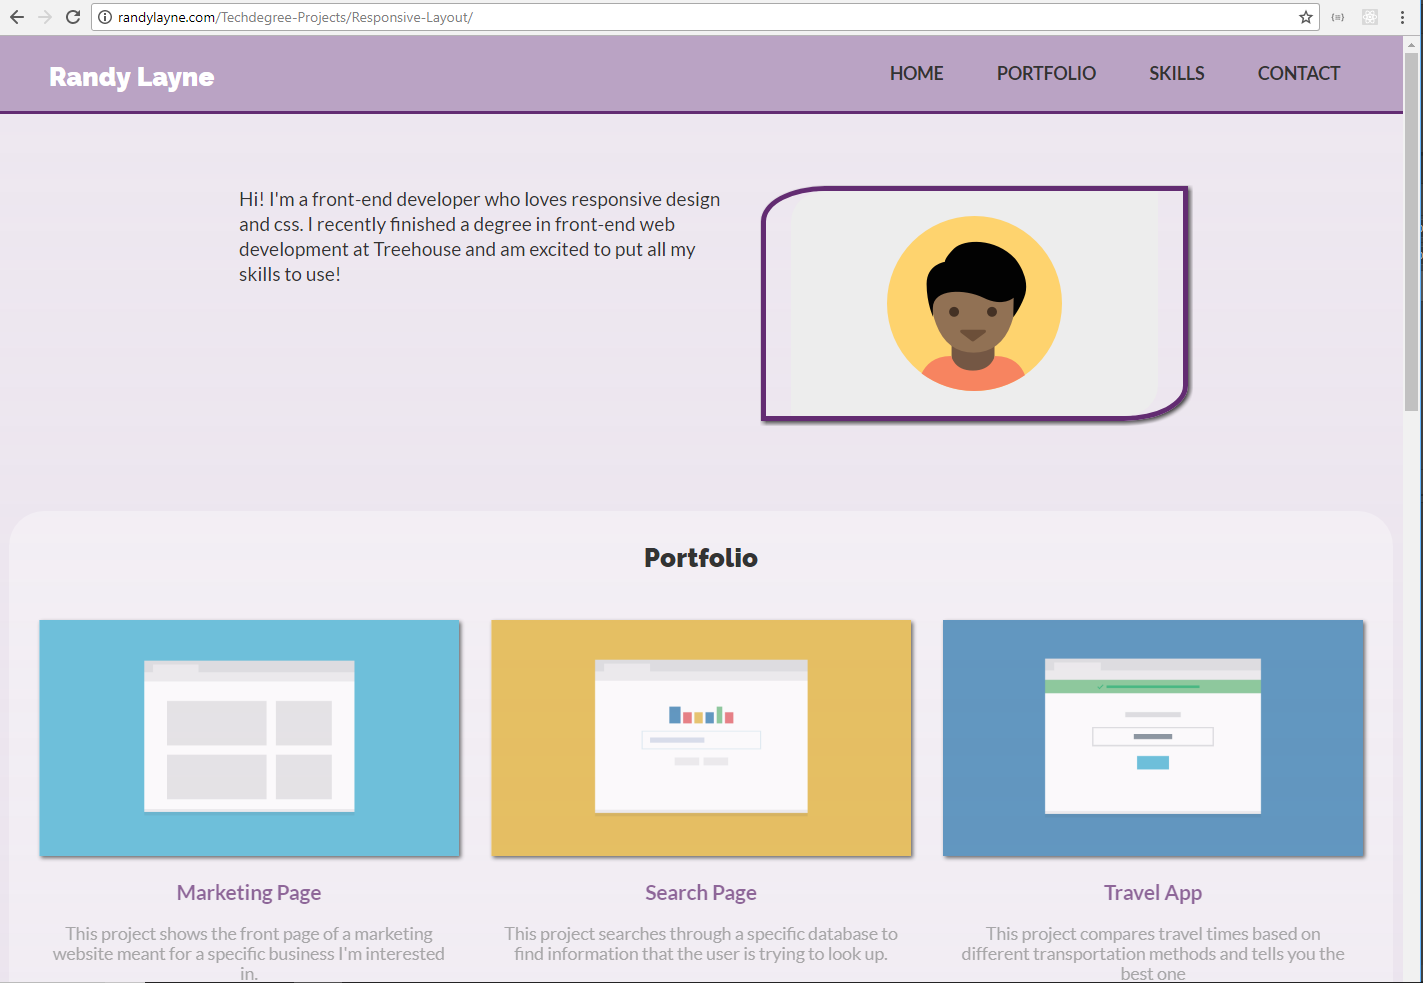 randylayne.com/Techdegree-Projects/Responsive-Layout/
Randy Layne
HOME PORTFOLIO SKILLS CONTACT
Hi! I'm a front-end developer who loves responsive design
and css. I recently finished a degree in front-end web
development at Treehouse and am excited to put all my
skills to use!
Portfolio
Marketing Page
This project shows the front page of a marketing
website meant for a specific business I'm interested
in.
Search Page
This project searches through a specific database to
find information that the user is trying to look up.
Travel App
This project compares travel times based on
different transportation methods and tells you the
best one